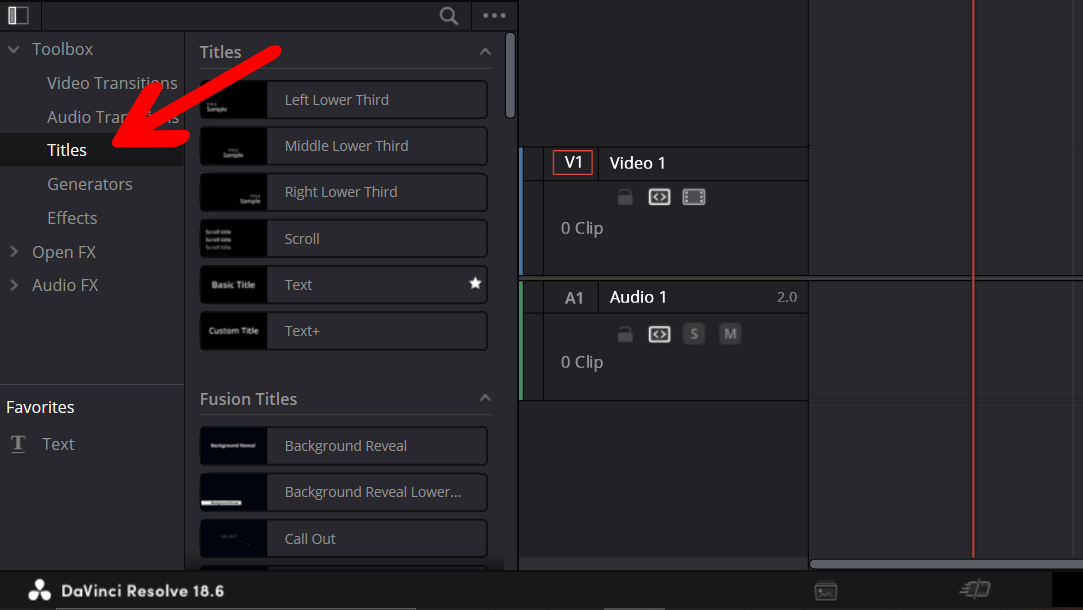 Toolbox
Video Transitions
Audio Transitions
Titles
Generators
Effects
Open FX
Audio FX
Favorites
Text
Titles
TITLE
Sample
Left Lower Third
TITLE
Sample
Middle Lower Third
TITLE
Sample
Right Lower Third
Scroll title
Scroll title
Scroll title
Scroll
Basic Title
Text
Custom Title
Text+
Fusion Titles
Background Reveal
Background Reveal
Background Reveal
Background Reveal Lower...
Call Out
V1
Video 1
0 Clip
A1
Audio 1
2.0
S
M
0 Clip
DaVinci Resolve 18.6